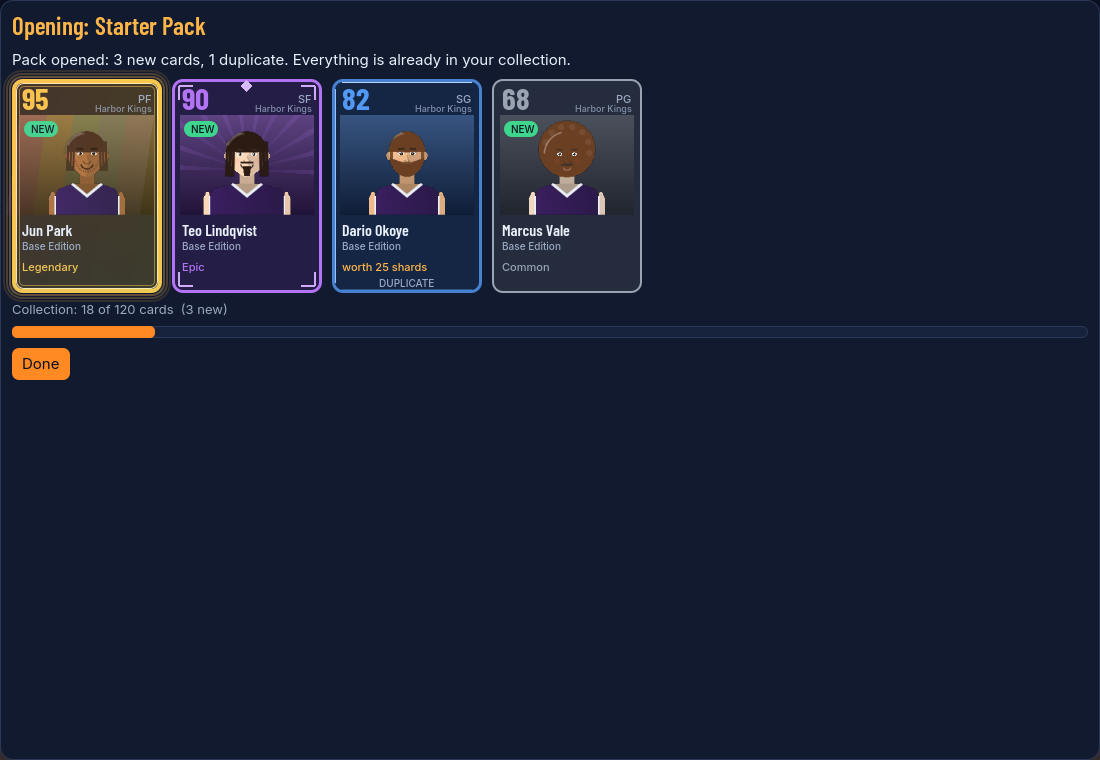 Opening: Starter Pack
Pack opened: 3 new cards, 1 duplicate. Everything is already in your collection.
95 PF
Harbor Kings
NEW
Jun Park
Base Edition
Legendary
90 SF
Harbor Kings
NEW
Teo Lindqvist
Base Edition
Epic
82 SG
Harbor Kings
Dario Okoye
Base Edition
worth 25 shards
DUPLICATE
68 PG
Harbor Kings
NEW
Marcus Vale
Base Edition
Common
Collection: 18 of 120 cards (3 new)
Done